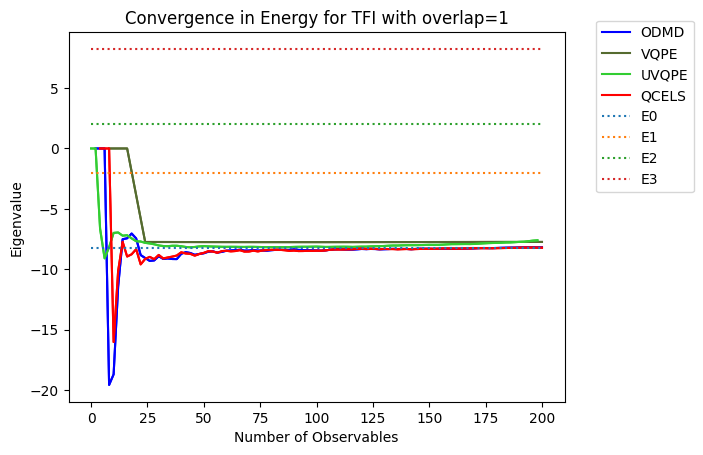 Convergence in Energy for TFI with overlap=1
Eigenvalue
5
0
−5
−10
−15
−20
0
25
50
75
100
125
150
175
200
Number of Observables
ODMD
VQPE
UVQPE
QCELS
E0
E1
E2
E3